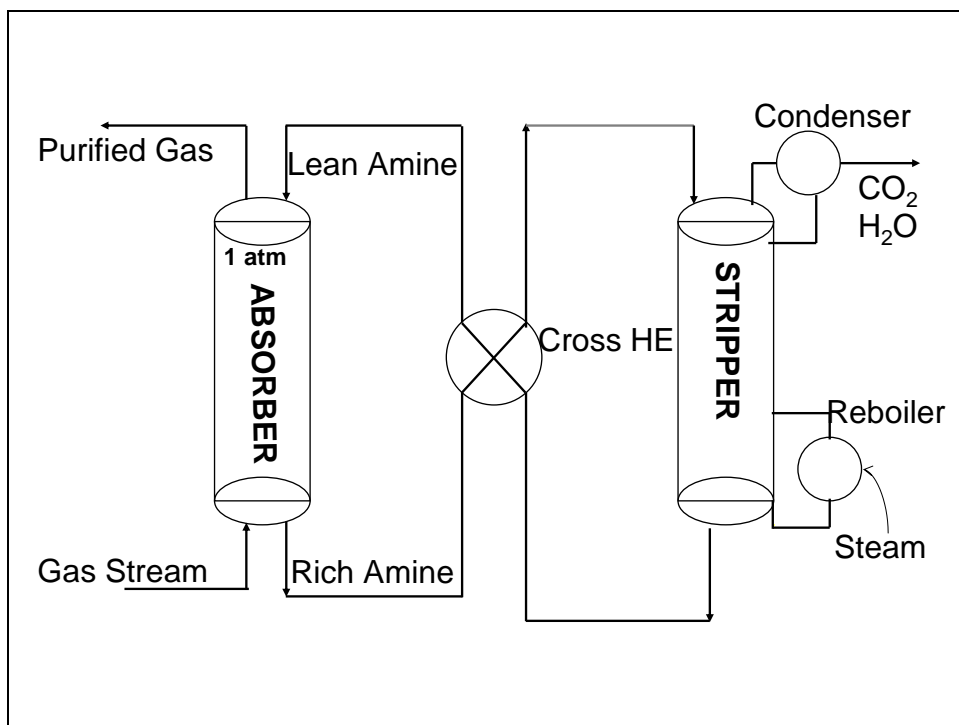 Condenser
Purified Gas
Lean Amine
CO₂
H₂O
1 atm
ABSORBER
STRIPPER
Cross HE
Reboiler
Steam
Gas Stream
Rich Amine